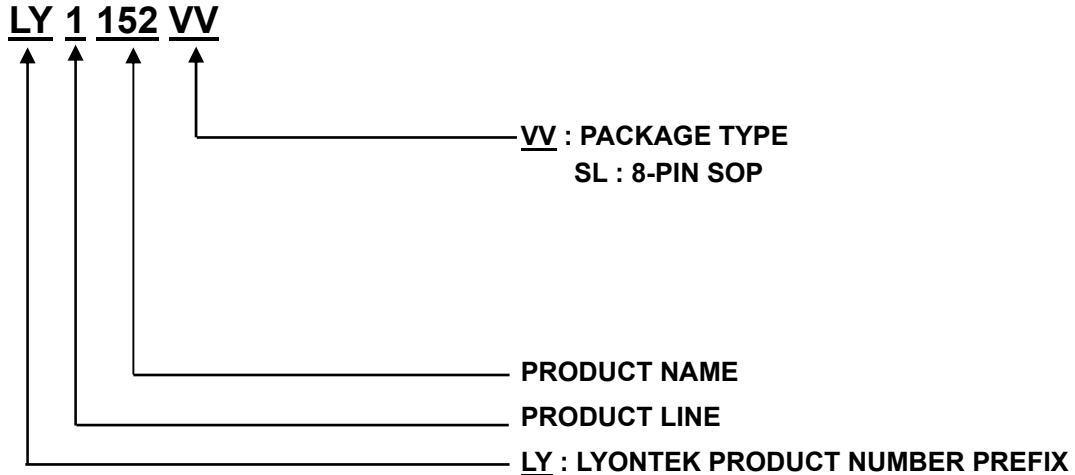 LY 1 152 VV
VV : PACKAGE TYPE
SL : 8-PIN SOP
PRODUCT NAME
PRODUCT LINE
LY : LYONTEK PRODUCT NUMBER PREFIX